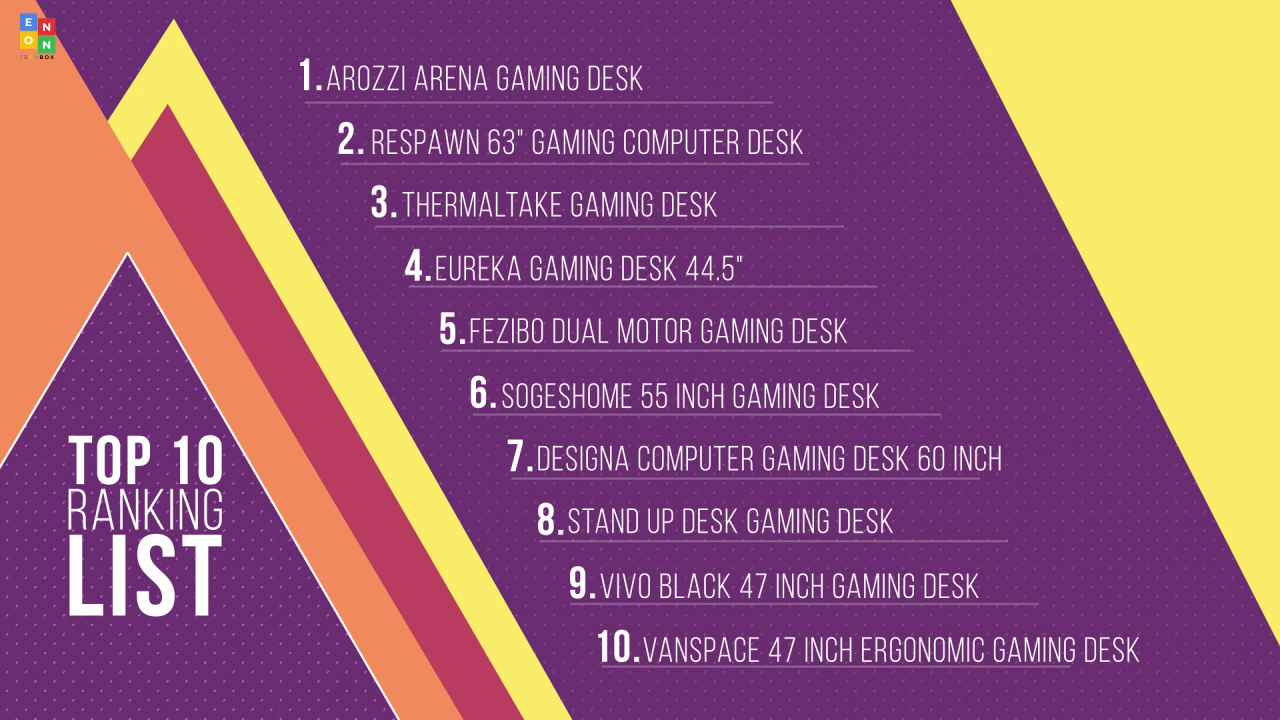 E N
O N
TECHBOX
1. AROZZI ARENA GAMING DESK
2. RESPAWN 63" GAMING COMPUTER DESK
3. THERMALTAKE GAMING DESK
4. EUREKA GAMING DESK 44.5"
5. FEZIBO DUAL MOTOR GAMING DESK
6. SOGESHOME 55 INCH GAMING DESK
7. DESIGNA COMPUTER GAMING DESK 60 INCH
8. STAND UP DESK GAMING DESK
9. VIVO BLACK 47 INCH GAMING DESK
10. VANSPACE 47 INCH ERGONOMIC GAMING DESK
TOP 10
RANKING
LIST